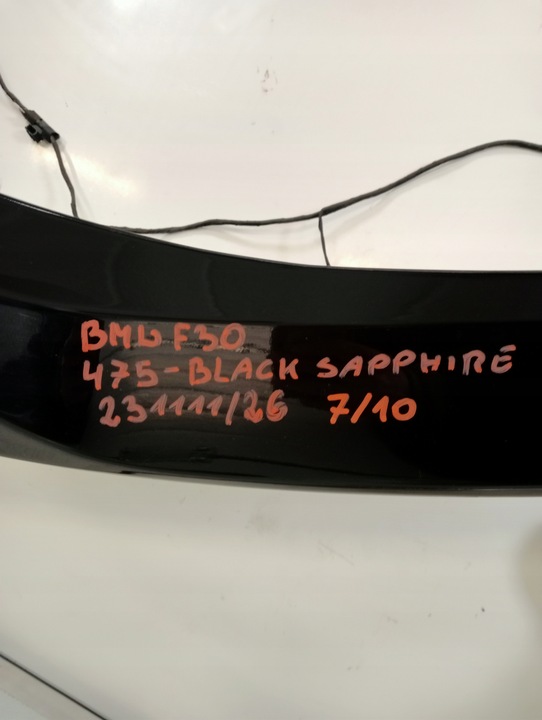 BMW F30
475-BLACK SAPPHIRE
231111/26 7/10